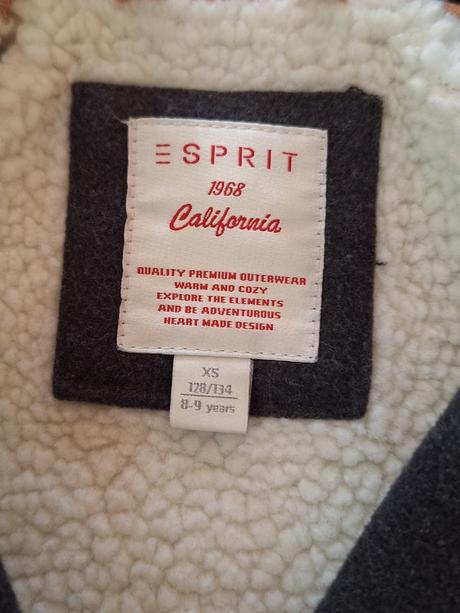 ESPRIT
1968
California
QUALITY PREMIUM OUTERWEAR
WARM AND COZY
EXPLORE THE ELEMENTS
AND BE ADVENTUROUS
HEART MADE DESIGN
XS
128/134
8-9 years